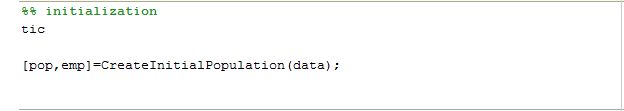 %% initialization
tic
[pop,emp]=CreateInitialPopulation(data);